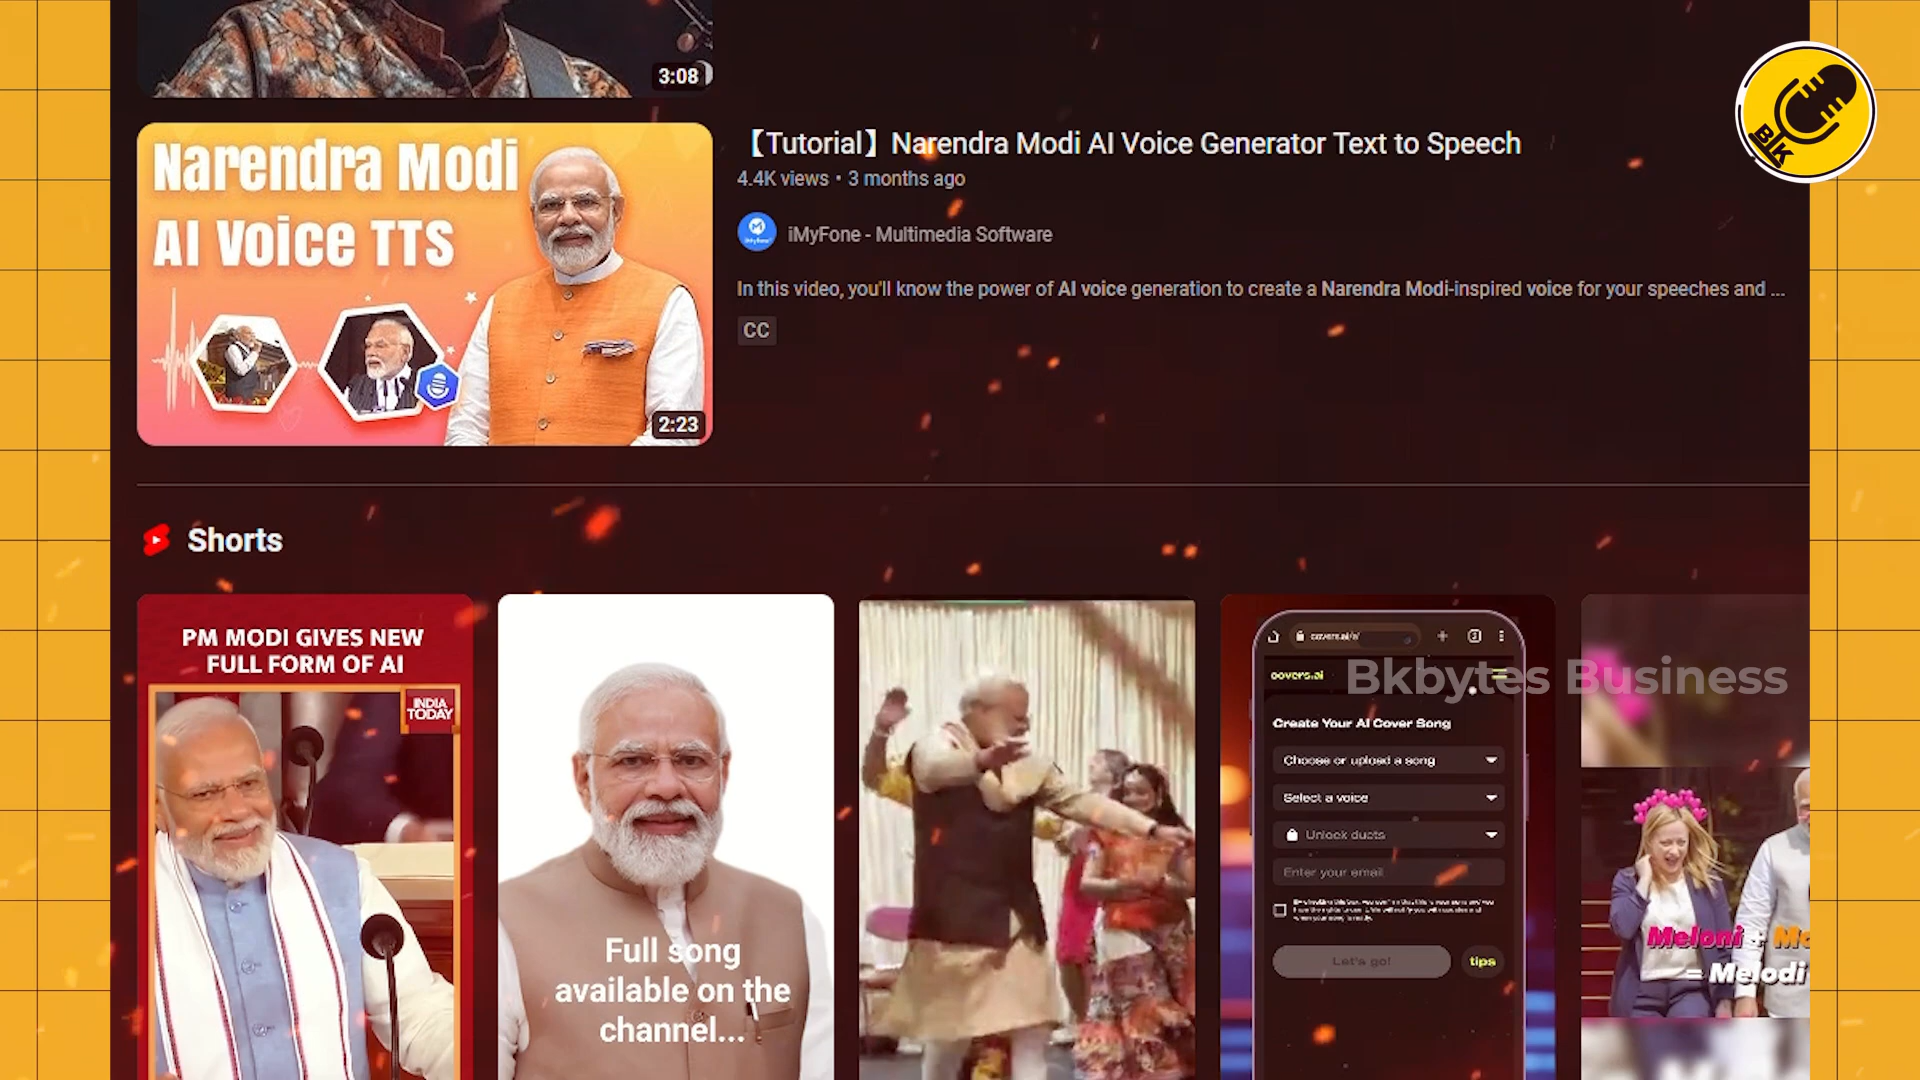 3:08
BK
Narendra Modi
AI Voice TTS
2:23
【Tutorial】Narendra Modi AI Voice Generator Text to Speech
4.4K views • 3 months ago
iMyFone - Multimedia Software
In this video, you'll know the power of AI voice generation to create a Narendra Modi-inspired voice for your speeches and ...
CC
Shorts
PM MODI GIVES NEW
FULL FORM OF AI
INDIA
TODAY
Full song
available on the
channel...
covers.ai
Bkbytes Business
Create Your AI Cover Song
Choose or upload a song
Select a voice
Unlock duets
Enter your email
Let's go!
tips
Meloni + Mo
= Melodi